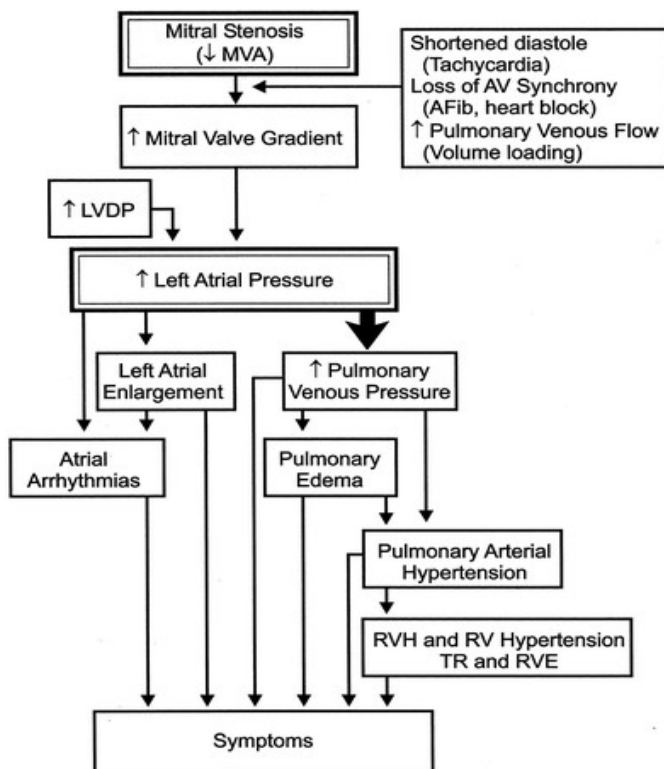 Mitral Stenosis
(↓ MVA)
Shortened diastole
(Tachycardia)
Loss of AV Synchrony
(AFib, heart block)
↑ Pulmonary Venous Flow
(Volume loading)
↑ Mitral Valve Gradient
↑ LVDP
↑ Left Atrial Pressure
Left Atrial
Enlargement
↑ Pulmonary
Venous Pressure
Atrial
Arrhythmias
Pulmonary
Edema
Pulmonary Arterial
Hypertension
RVH and RV Hypertension
TR and RVE
Symptoms